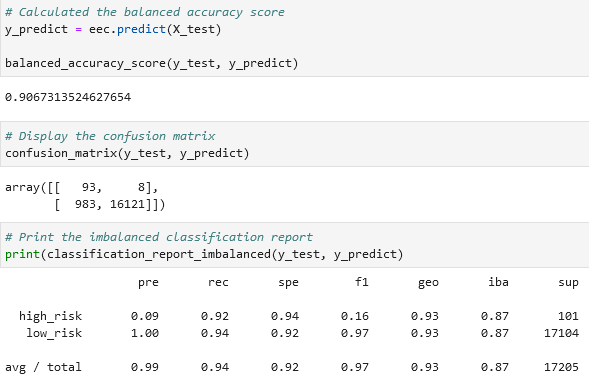 # Calculated the balanced accuracy score
y_predict = eec.predict(X_test)
balanced_accuracy_score(y_test, y_predict)
0.9067313524627654
# Display the confusion matrix
confusion_matrix(y_test, y_predict)
array([[   93,     8],
       [  983, 16121]])
# Print the imbalanced classification report
print(classification_report_imbalanced(y_test, y_predict)
pre rec spe f1 geo iba sup
high_risk 0.09 0.92 0.94 0.16 0.93 0.87 101
low_risk 1.00 0.94 0.92 0.97 0.93 0.87 17104
avg / total 0.99 0.94 0.92 0.97 0.93 0.87 17205